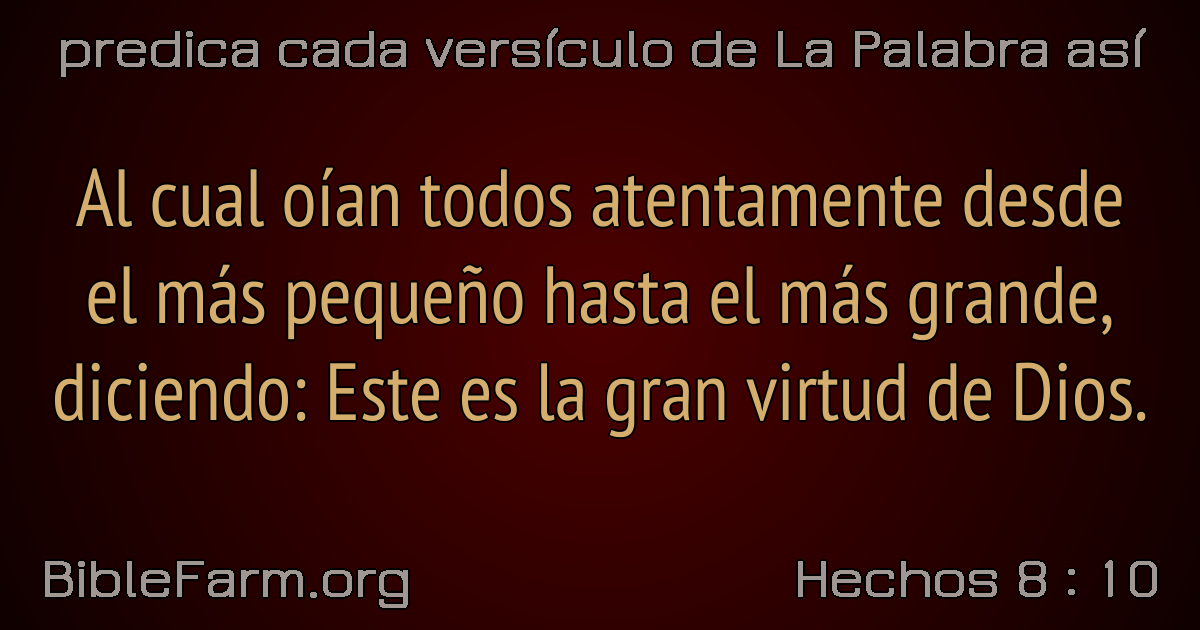 predica cada versículo de La Palabra así
Al cual oían todos atentamente desde
el más pequeño hasta el más grande,
diciendo: Este es la gran virtud de Dios.
BibleFarm.org
Hechos 8 : 10